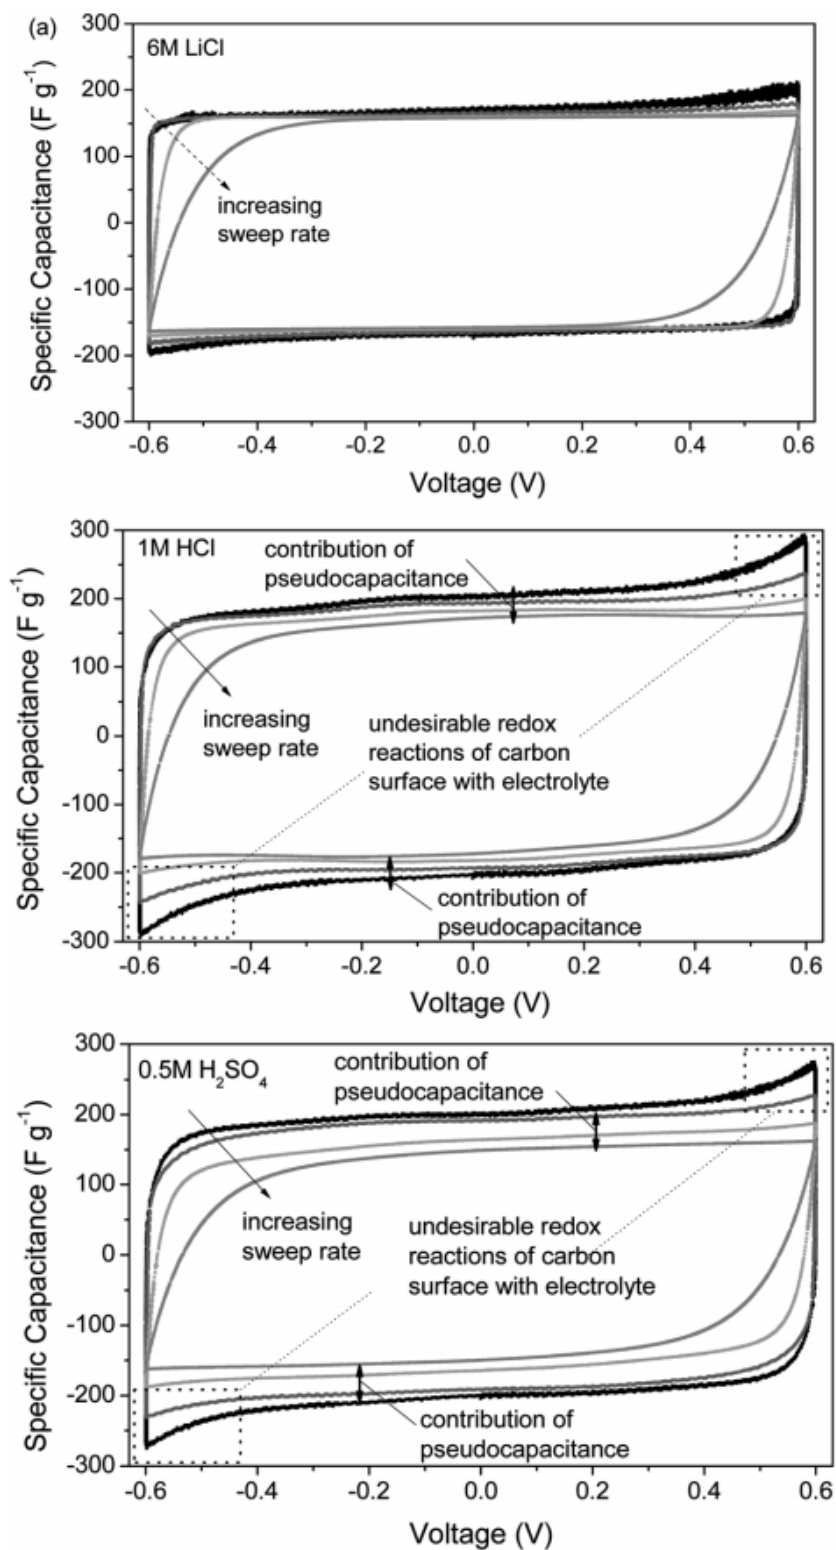 (a)
300
6M LiCl
200
100
0
-100
-200
-300
increasing
sweep rate
Specific Capacitance (F g⁻¹)
-0.6 -0.4 -0.2 0.0 0.2 0.4 0.6
Voltage (V)
300
1M HCl
contribution of
pseudocapacitance
200
100
0
-100
-200
-300
increasing
sweep rate
undesirable redox
reactions of carbon
surface with electrolyte
contribution of
pseudocapacitance
Specific Capacitance (F g⁻¹)
-0.6 -0.4 -0.2 0.0 0.2 0.4 0.6
Voltage (V)
300
0.5M H₂SO₄
contribution of
pseudocapacitance
200
100
0
-100
-200
-300
increasing
sweep rate
undesirable redox
reactions of carbon
surface with electrolyte
contribution of
pseudocapacitance
Specific Capacitance (F g⁻¹)
-0.6 -0.4 -0.2 0.0 0.2 0.4 0.6
Voltage (V)